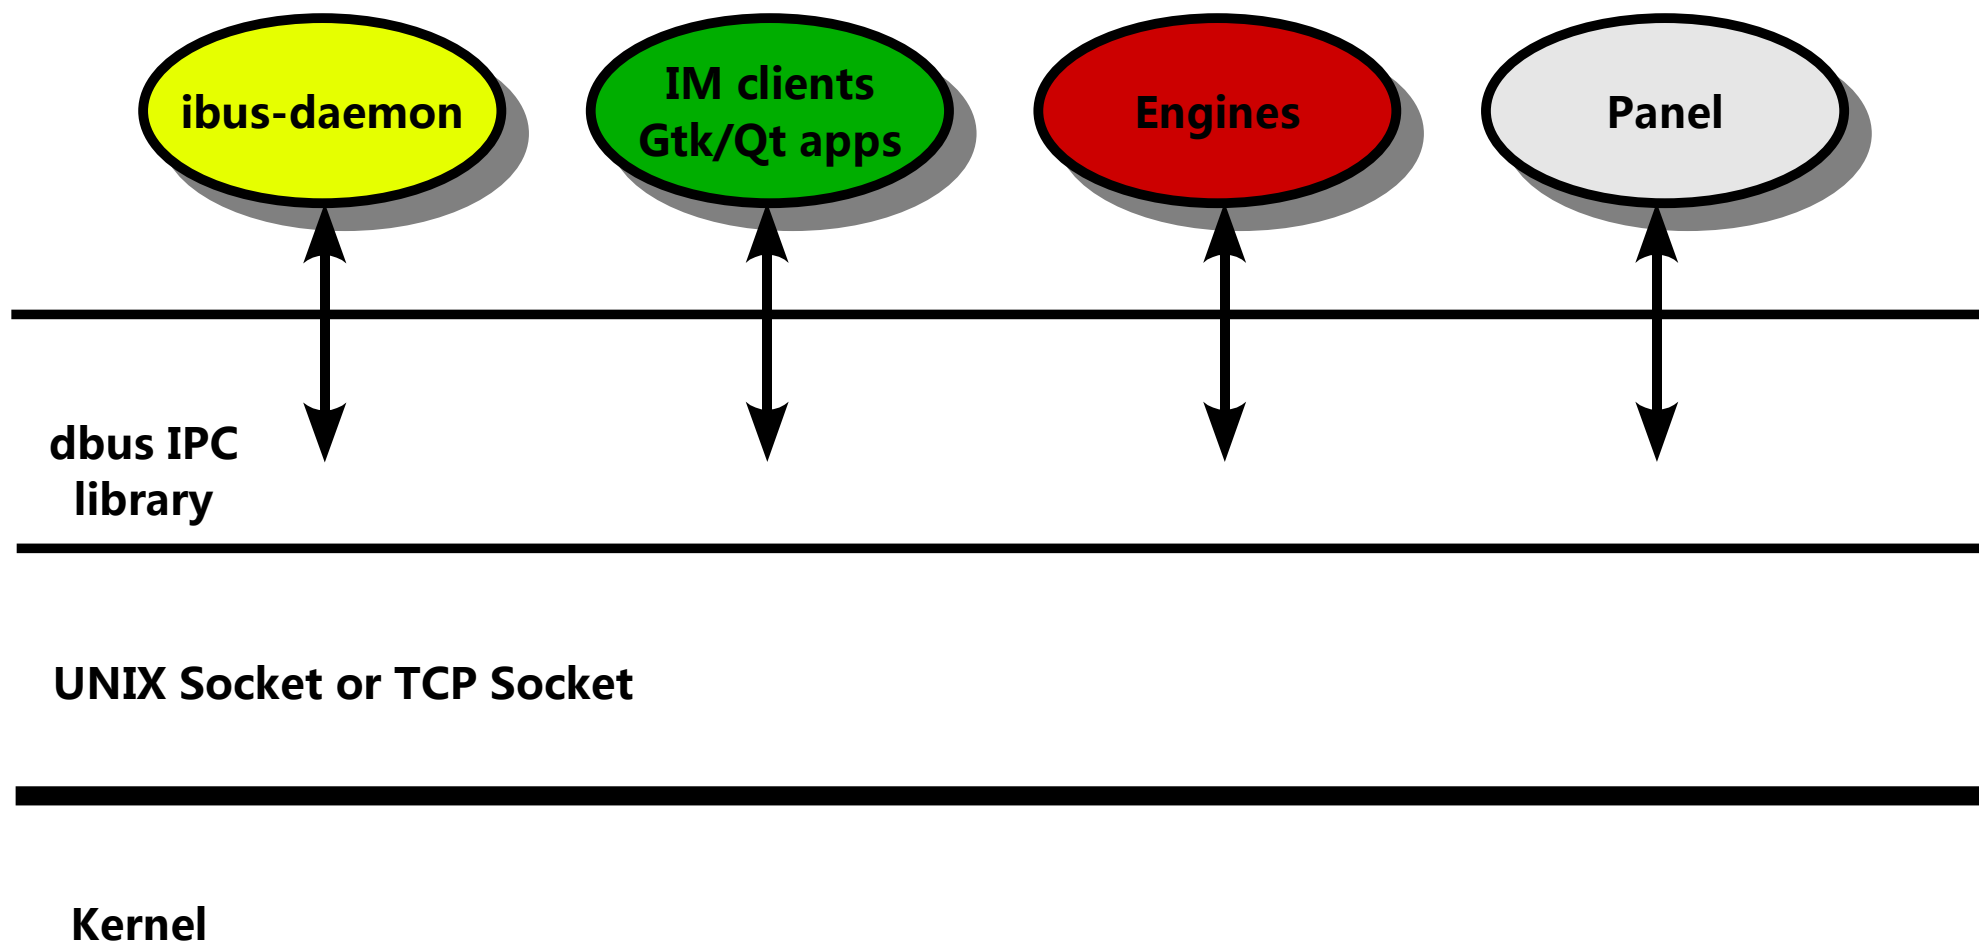 ibus-daemon
IM clients
Gtk/Qt apps
Engines
Panel
dbus IPC
library
UNIX Socket or TCP Socket
Kernel